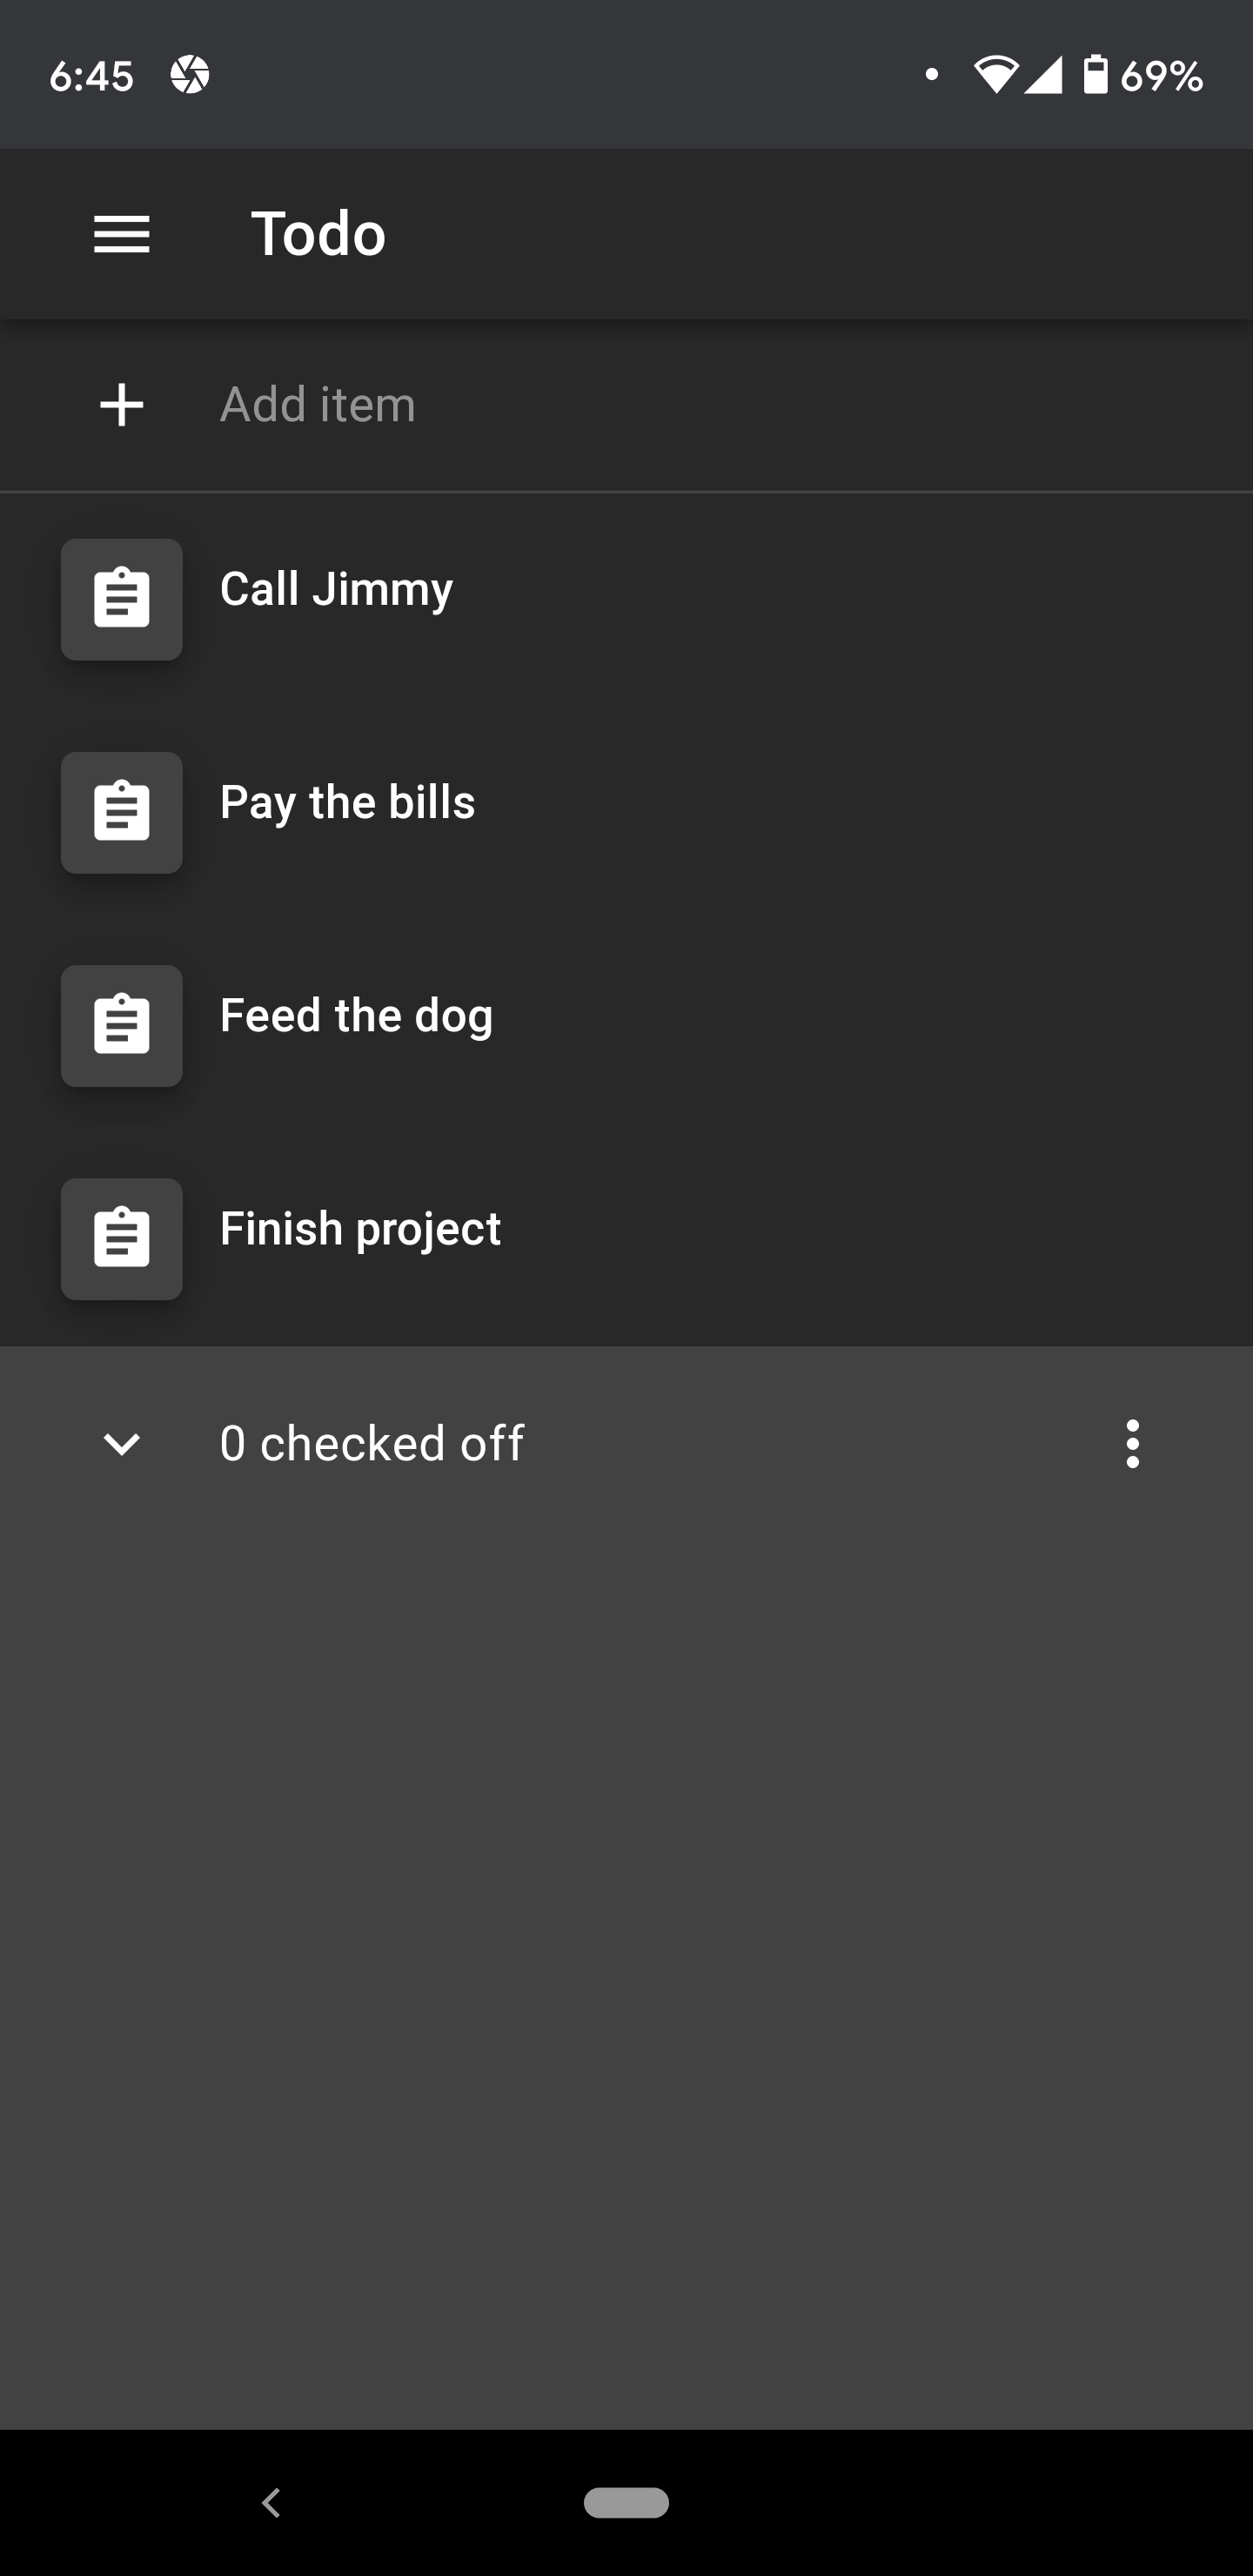 6:45 69%
Todo
Add item
Call Jimmy
Pay the bills
Feed the dog
Finish project
0 checked off